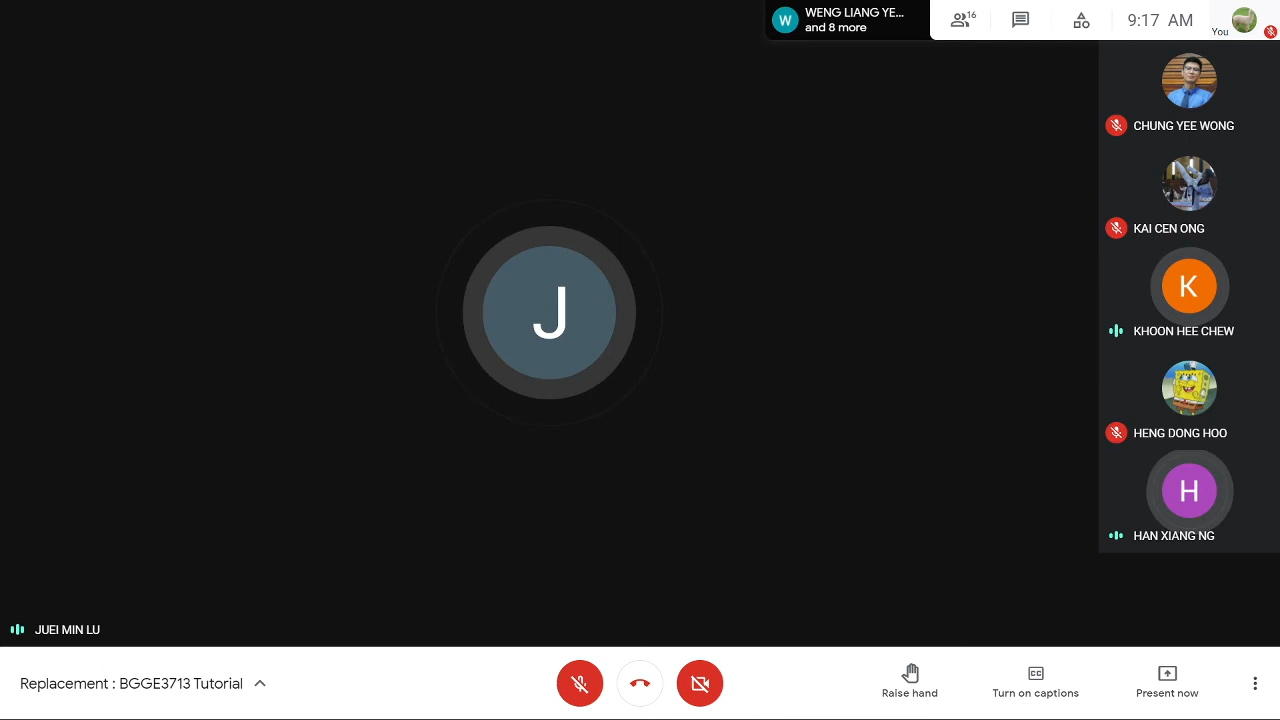 W
WENG LIANG YE...
and 8 more
16
9:17 AM
You
CHUNG YEE WONG
KAI CEN ONG
K
KHOON HEE CHEW
HENG DONG HOO
H
HAN XIANG NG
J
JUEI MIN LU
Replacement : BGGE3713 Tutorial
Raise hand
CC
Turn on captions
Present now